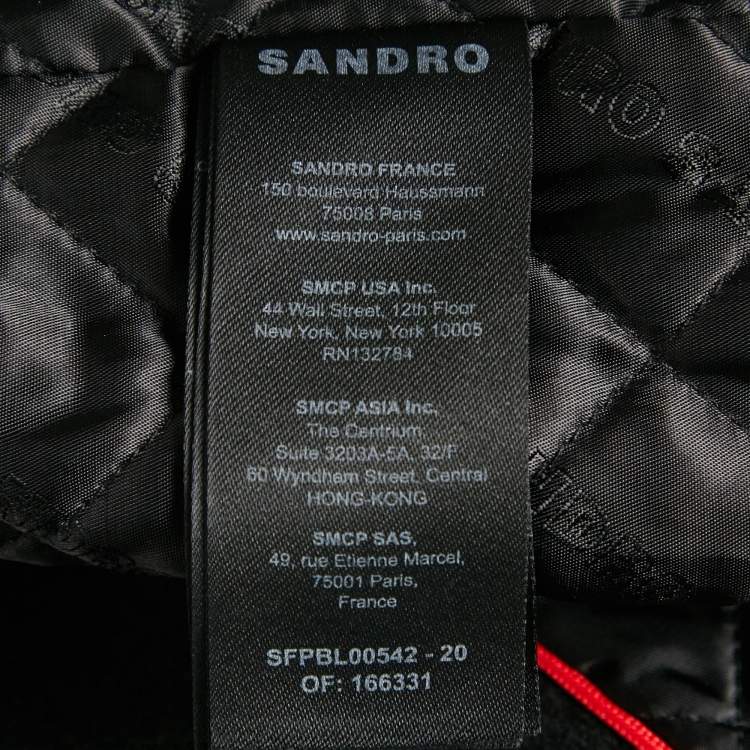 SANDRO
SANDRO FRANCE
150 boulevard Haussmann
75008 Paris
www.sandro-paris.com
SMCP USA Inc.
44 Wall Street, 12th Floor
New York, New York 10005
RN132784
SMCP ASIA Inc.
The Centrium,
Suite 3203A-5A, 32/F
60 Wyndham Street, Central
HONG-KONG
SMCP SAS,
49, rue Etienne Marcel,
75001 Paris,
France
SFPBL00542 - 20
OF: 166331